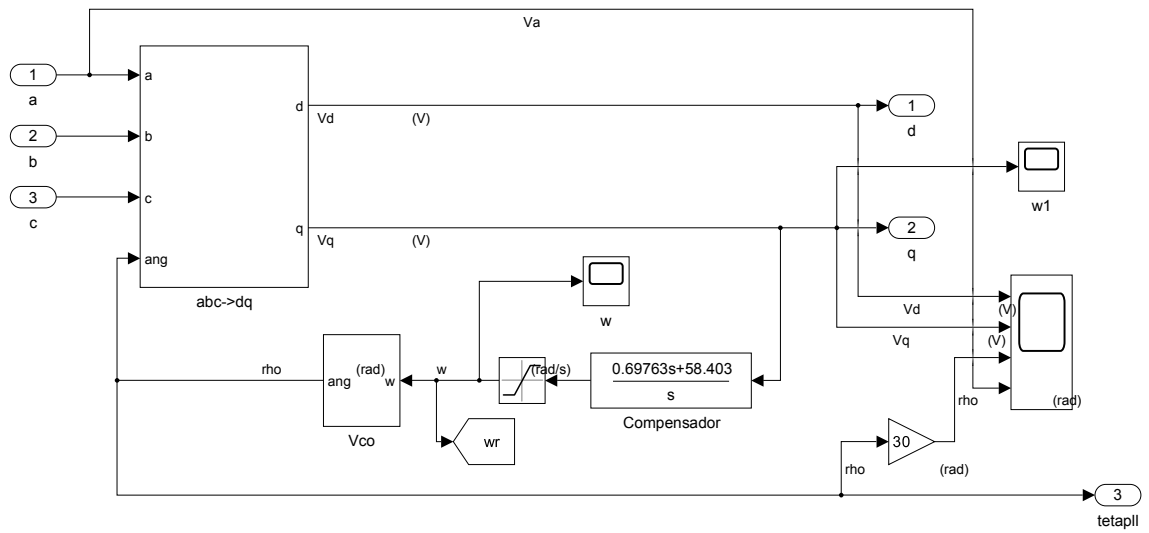 Va
1
a
a
d
Vd
(V)
1
d
2
b
b
3
c
c
w1
q
Vq
(V)
2
q
ang
abc->dq
w
Vd
(V)
Vq
(V)
rho
ang
(rad)
w
Vco
w
(rad/s)
0.69763s+58.403
s
Compensador
rho
(rad)
wr
30
rho
(rad)
3
tetapll